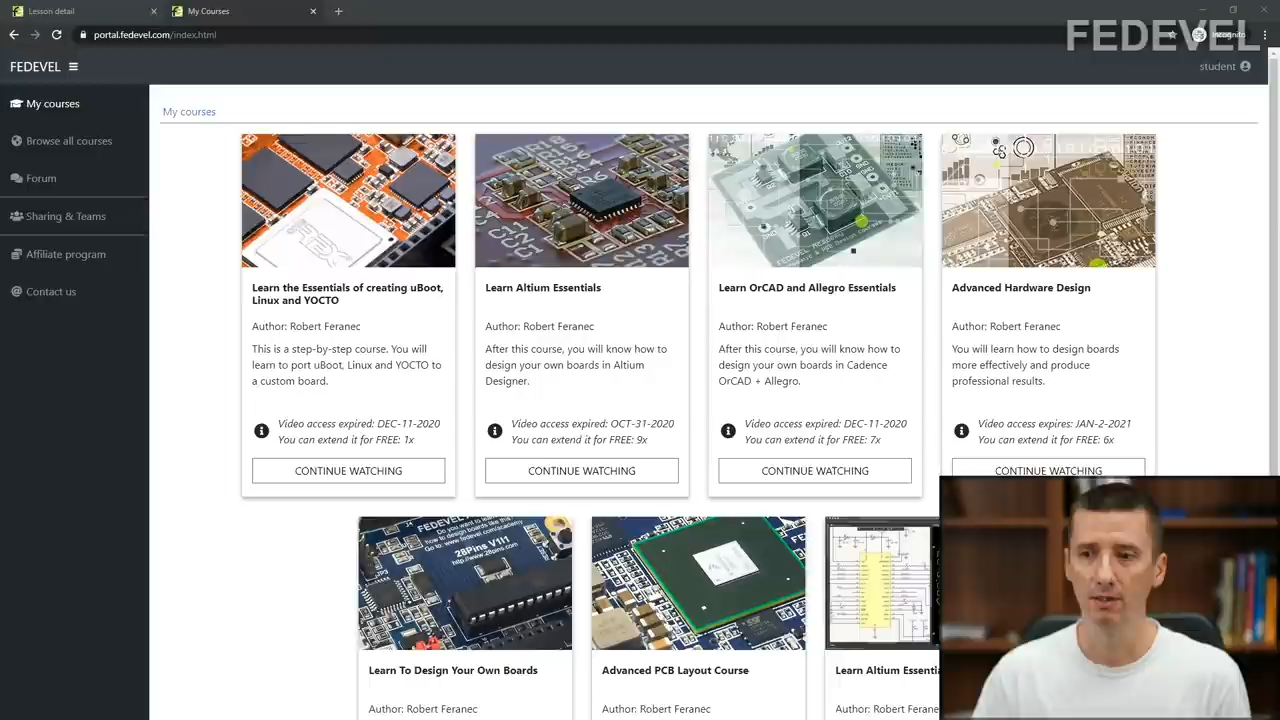 Lesson detail
My Courses
portal.fedevel.com/index.html
Incognito
FEDEVEL
FEDEVEL
student
My courses
Browse all courses
Forum
Sharing & Teams
Affiliate program
Contact us
My courses
Learn the Essentials of creating uBoot,
Linux and YOCTO
Author: Robert Feranec
This is a step-by-step course. You will
learn to port uBoot, Linux and YOCTO to
a custom board.
Video access expired: DEC-11-2020
You can extend it for FREE: 1x
CONTINUE WATCHING
Learn Altium Essentials
Author: Robert Feranec
After this course, you will know how to
design your own boards in Altium
Designer.
Video access expired: OCT-31-2020
You can extend it for FREE: 9x
CONTINUE WATCHING
Learn OrCAD and Allegro Essentials
Author: Robert Feranec
After this course, you will know how to
design your own boards in Cadence
OrCAD + Allegro.
Video access expired: DEC-11-2020
You can extend it for FREE: 7x
CONTINUE WATCHING
Advanced Hardware Design
Author: Robert Feranec
You will learn how to design boards
more effectively and produce
professional results.
Video access expires: JAN-2-2021
You can extend it for FREE: 6x
CONTINUE WATCHING
28Pins V1I1
Learn To Design Your Own Boards
Author: Robert Feranec
Advanced PCB Layout Course
Author: Robert Feranec
Learn Altium Essentia
Author: Robert Ferane